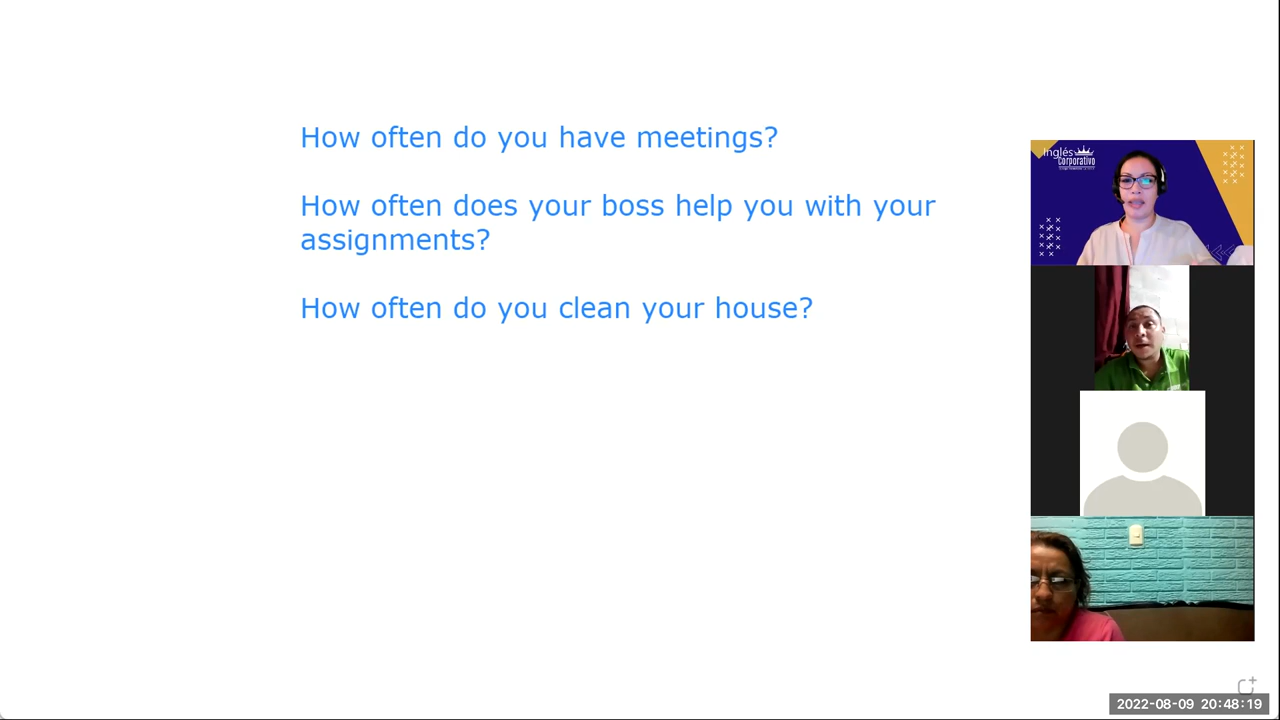 How often do you have meetings?
How often does your boss help you with your
assignments?
How often do you clean your house?
Inglés
Corporativo
2022-08-09 20:48:19